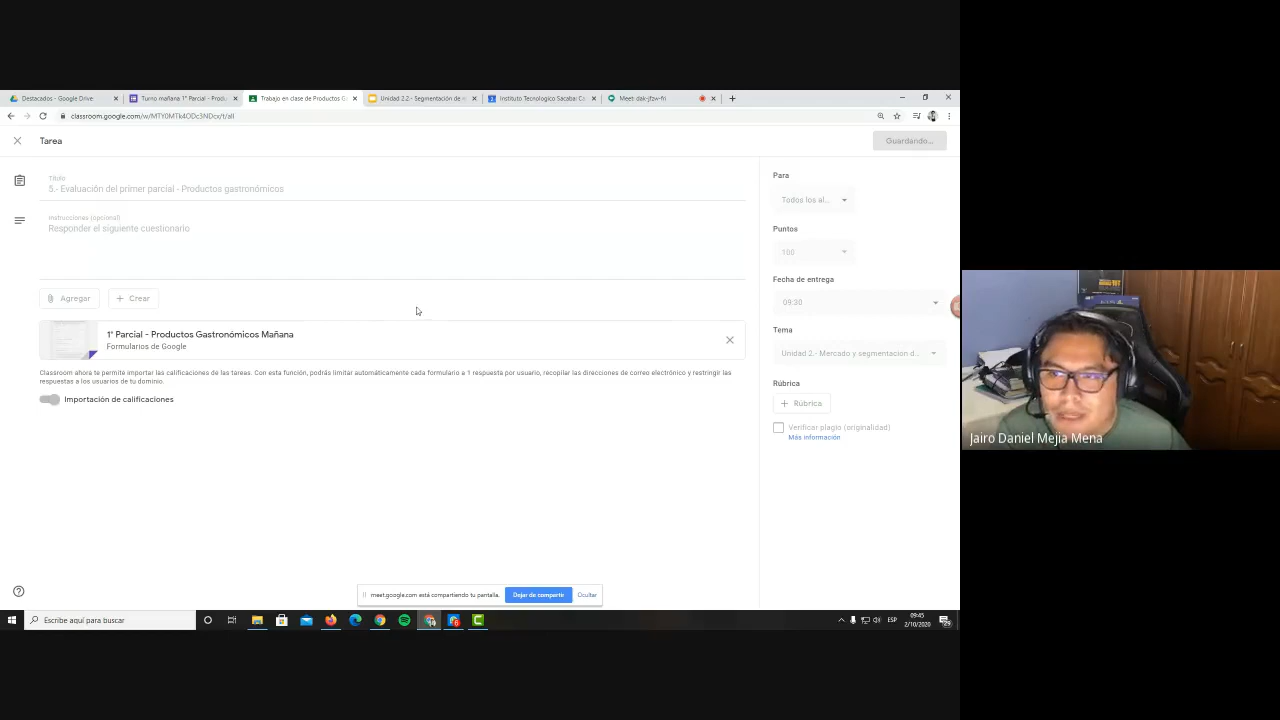 Destacados - Google Drive
Turno mañana 1° Parcial - Produ
Trabajo en clase de Productos G
Unidad 2.2.- Segmentación de m
Instituto Tecnologico Sacaba: Ca
Meet: dak-jfzw-fri
classroom.google.com/w/MTY0MTk4ODc3NDcx/t/all
Tarea
Guardando...
Título
5.- Evaluación del primer parcial - Productos gastronómicos
Instrucciones (opcional)
Responder el siguiente cuestionario
Agregar
Crear
1° Parcial - Productos Gastronómicos Mañana
Formularios de Google
Classroom ahora te permite importar las calificaciones de las tareas. Con esta función, podrás limitar automáticamente cada formulario a 1 respuesta por usuario, recopilar las direcciones de correo electrónico y restringir las
respuestas a los usuarios de tu dominio.
Importación de calificaciones
Para
Todos los al...
Puntos
100
Fecha de entrega
09:30
Tema
Unidad 2.- Mercado y segmentacion d...
Rúbrica
+ Rúbrica
Verificar plagio (originalidad)
Más información
Jairo Daniel Mejia Mena
meet.google.com está compartiendo tu pantalla.
Dejar de compartir
Ocultar
Escribe aquí para buscar
ESP
09:45
2/10/2020